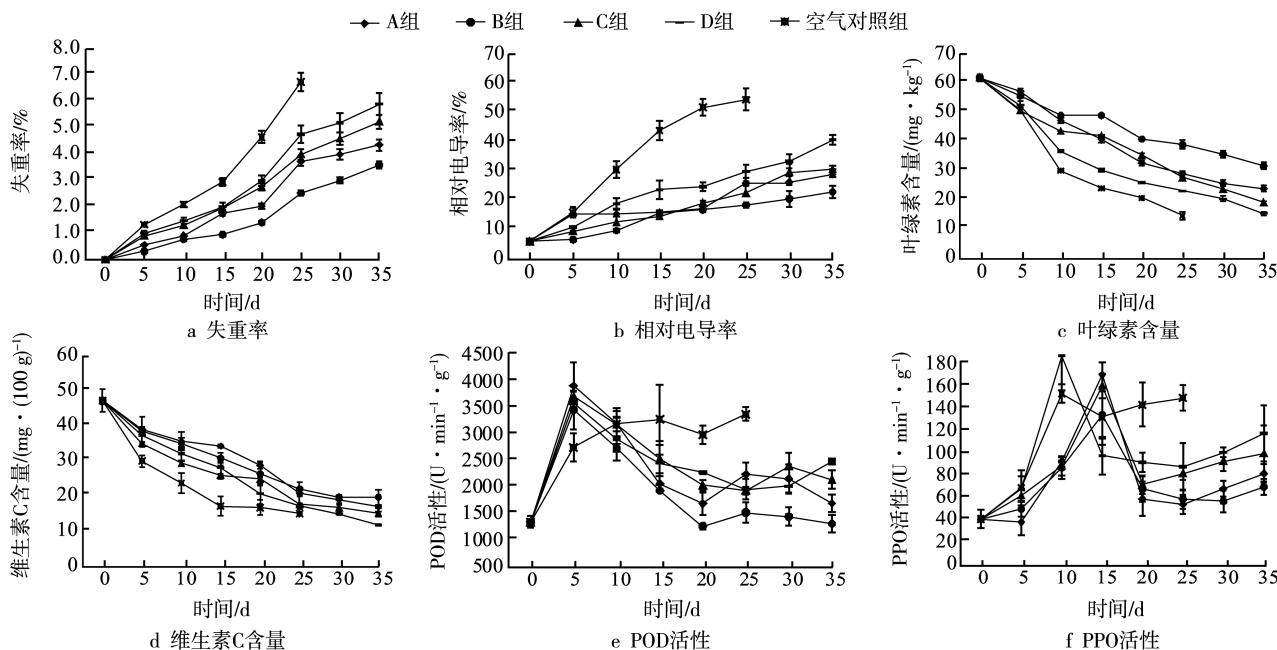 A组 B组 C组 D组 空气对照组
失重率/%
8.0
7.0
6.0
5.0
4.0
3.0
2.0
1.0
0.0
0 5 10 15 20 25 30 35
时间/d
a 失重率
相对电导率/%
70
60
50
40
30
20
10
0
0 5 10 15 20 25 30 35
时间/d
b 相对电导率
叶绿素含量/(mg·kg⁻¹)
70
60
50
40
30
20
10
0
0 5 10 15 20 25 30 35
时间/d
c 叶绿素含量
维生素C含量/(mg·(100 g)⁻¹)
60
50
40
30
20
10
0
0 5 10 15 20 25 30 35
时间/d
d 维生素C含量
POD活性/(U·min⁻¹·g⁻¹)
4500
4000
3500
3000
2500
2000
1500
1000
500
0 5 10 15 20 25 30 35
时间/d
e POD活性
PPO活性/(U·min⁻¹·g⁻¹)
180
160
140
120
100
80
60
40
20
0
0 5 10 15 20 25 30 35
时间/d
f PPO活性